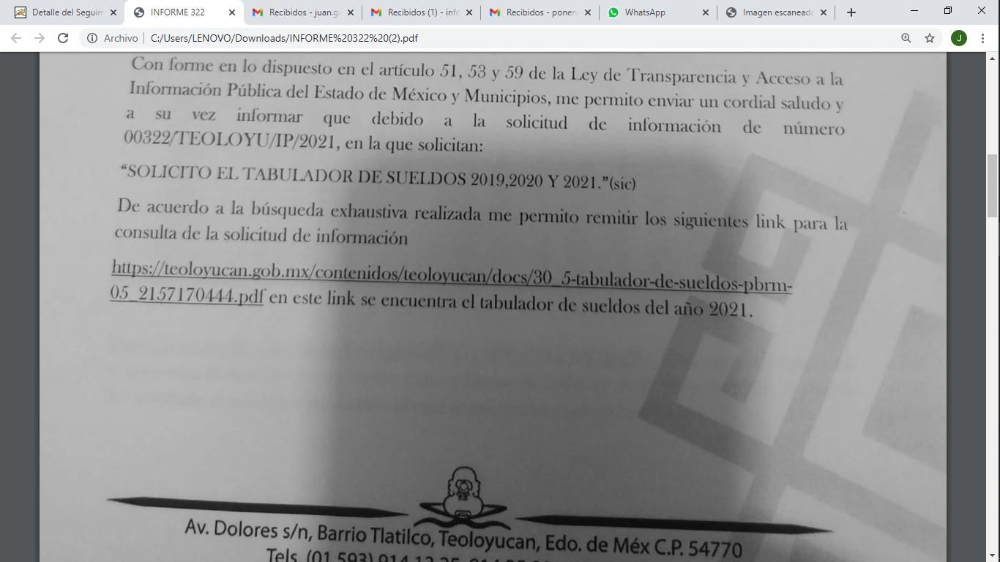 Detalle del Seguim
INFORME 322
Recibidos - juan.ga
Recibidos (1) - info
Recibidos - ponen
WhatsApp
Imagen escaneada
Archivo
C:/Users/LENOVO/Downloads/INFORME%20322%20(2).pdf
J
Con forme en lo dispuesto en el artículo 51, 53 y 59 de la Ley de Transparencia y Acceso a la
Información Pública del Estado de México y Municipios, me permito enviar un cordial saludo y
a su vez informar que debido a la solicitud de información de número
00322/TEOLOYU/IP/2021, en la que solicitan:
“SOLICITO EL TABULADOR DE SUELDOS 2019,2020 Y 2021.”(sic)
De acuerdo a la búsqueda exhaustiva realizada me permito remitir los siguientes link para la
consulta de la solicitud de información
https://teoloyucan.gob.mx/contenidos/teoloyucan/docs/30_5-tabulador-de-sueldos-pbrm-
05_2157170444.pdf en este link se encuentra el tabulador de sueldos del año 2021.
Av. Dolores s/n, Barrio Tlatilco, Teoloyucan, Edo. de Méx C.P. 54770
Tels. (01 593) 914